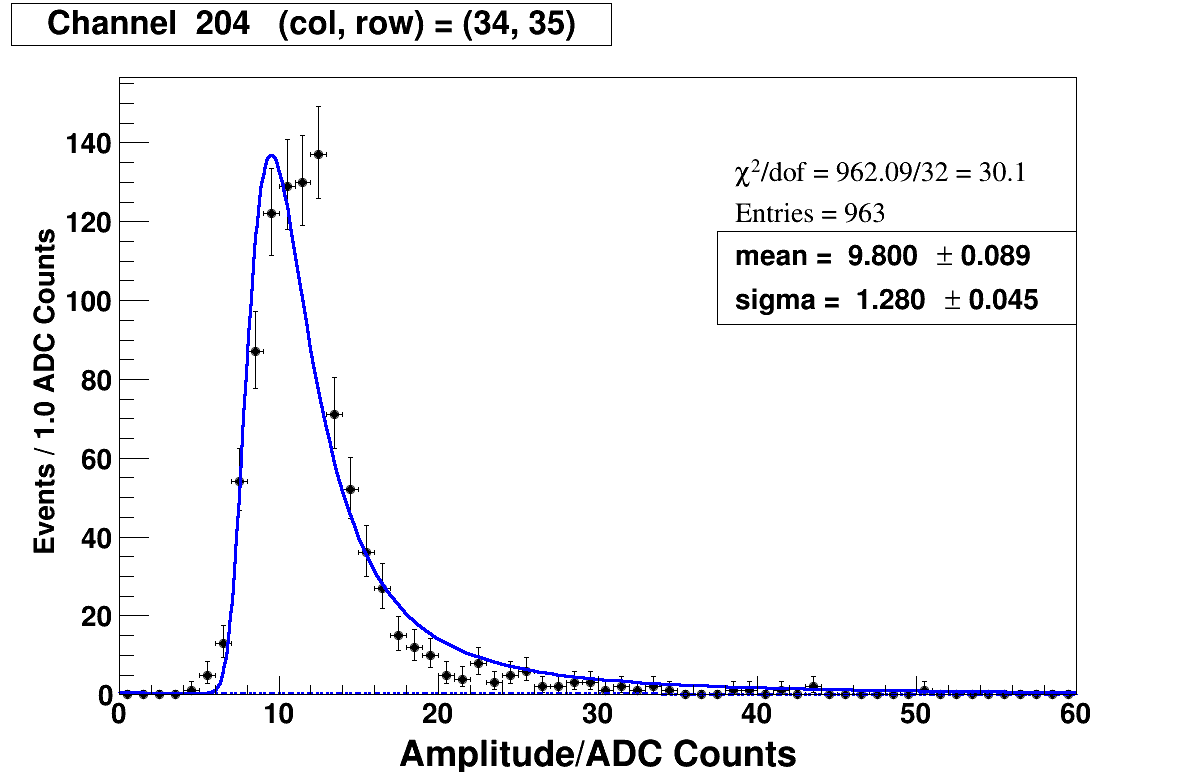 Channel 204 (col, row) = (34, 35)
χ²/dof = 962.09/32 = 30.1
Entries = 963
mean = 9.800 ± 0.089
sigma = 1.280 ± 0.045
Events / 1.0 ADC Counts
140
120
100
80
60
40
20
0
0 10 20 30 40 50 60
Amplitude/ADC Counts